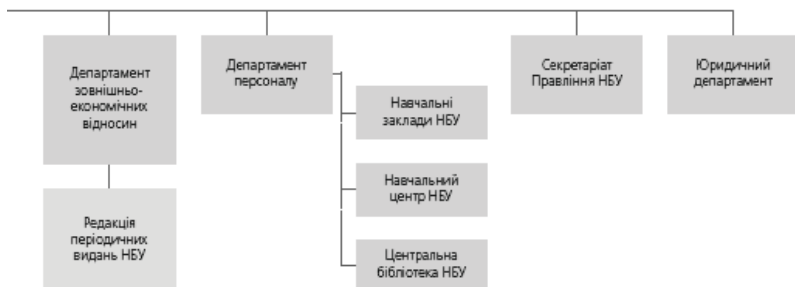 Департамент
зовнішньо-
економічних
відносин
Редакція
періодичних
видань НБУ
Департамент
персоналу
Навчальні
заклади НБУ
Навчальний
центр НБУ
Центральна
бібліотека НБУ
Секретаріат
Правління НБУ
Юридичний
департамент